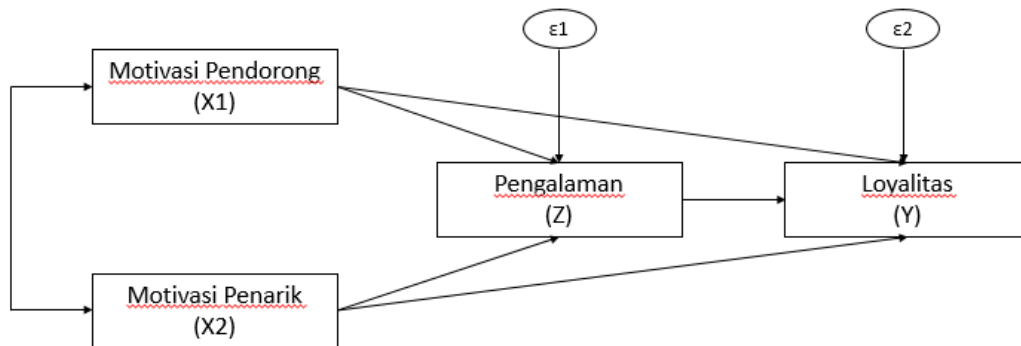 ε1
ε2
Motivasi Pendorong
(X1)
Pengalaman
(Z)
Loyalitas
(Y)
Motivasi Penarik
(X2)